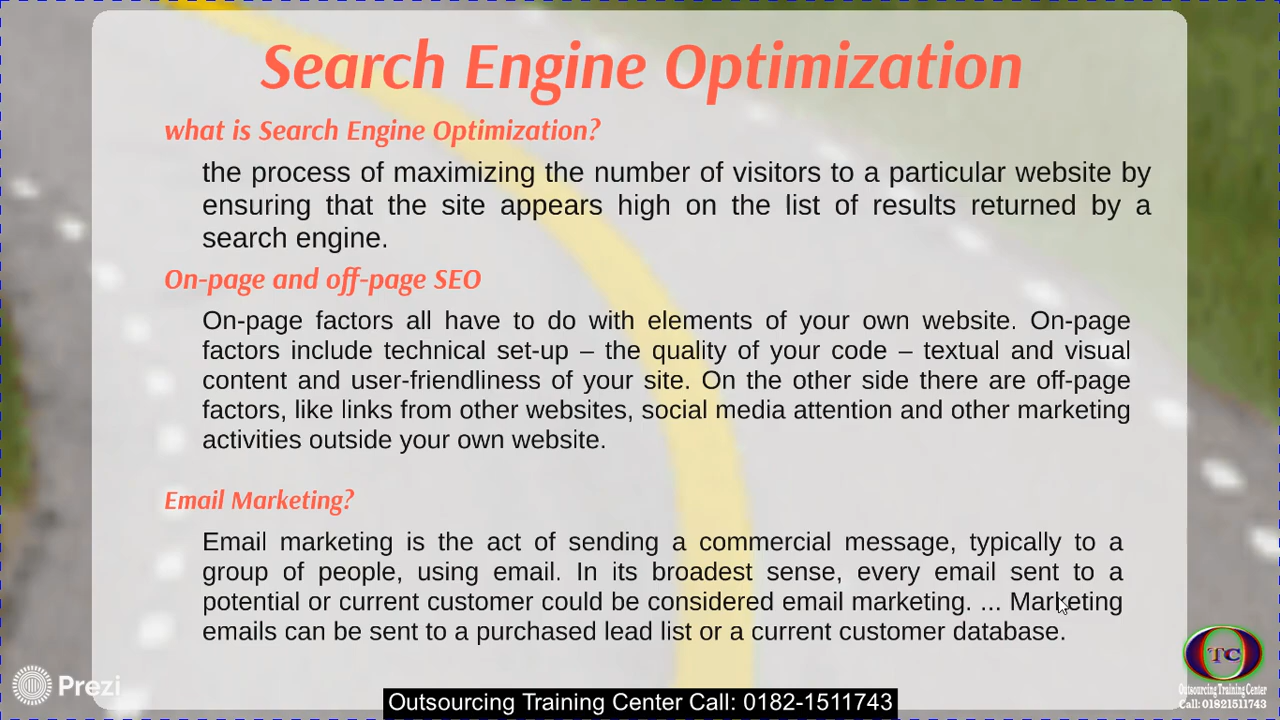 Search Engine Optimization
what is Search Engine Optimization?
the process of maximizing the number of visitors to a particular website by
ensuring that the site appears high on the list of results returned by a
search engine.
On-page and off-page SEO
On-page factors all have to do with elements of your own website. On-page
factors include technical set-up – the quality of your code – textual and visual
content and user-friendliness of your site. On the other side there are off-page
factors, like links from other websites, social media attention and other marketing
activities outside your own website.
Email Marketing?
Email marketing is the act of sending a commercial message, typically to a
group of people, using email. In its broadest sense, every email sent to a
potential or current customer could be considered email marketing. ... Marketing
emails can be sent to a purchased lead list or a current customer database.
Prezi
Outsourcing Training Center Call: 0182-1511743
OTC
Outsourcing Training Center
Call: 01821511743